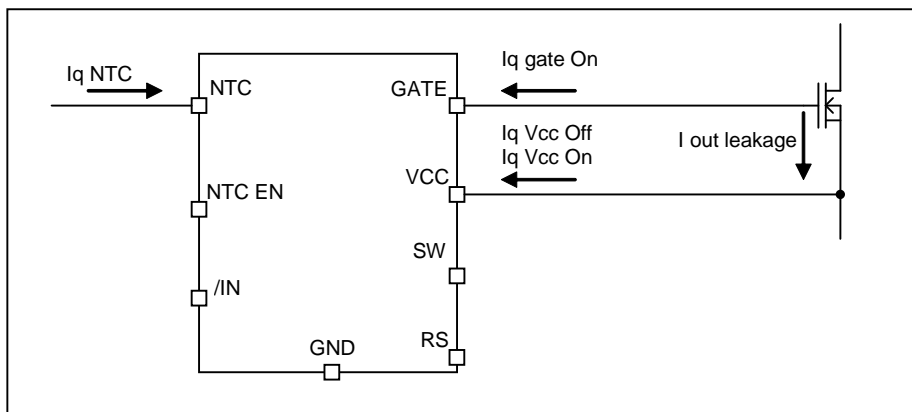 Iq NTC
NTC
GATE
Iq gate On
Iq Vcc Off
Iq Vcc On
I out leakage
VCC
NTC EN
SW
/IN
RS
GND